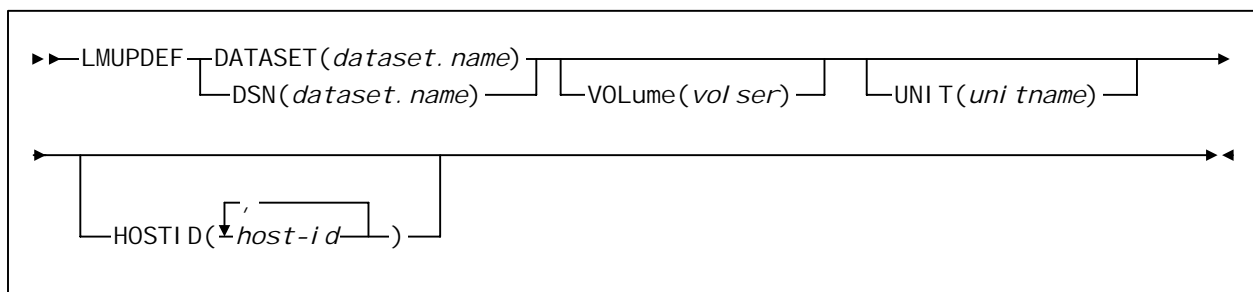 LMUPDEF DATASET(dataset.name)
DSN(dataset.name) VOLume(volser) UNIT(unitname)
,
HOSTID(host-id)